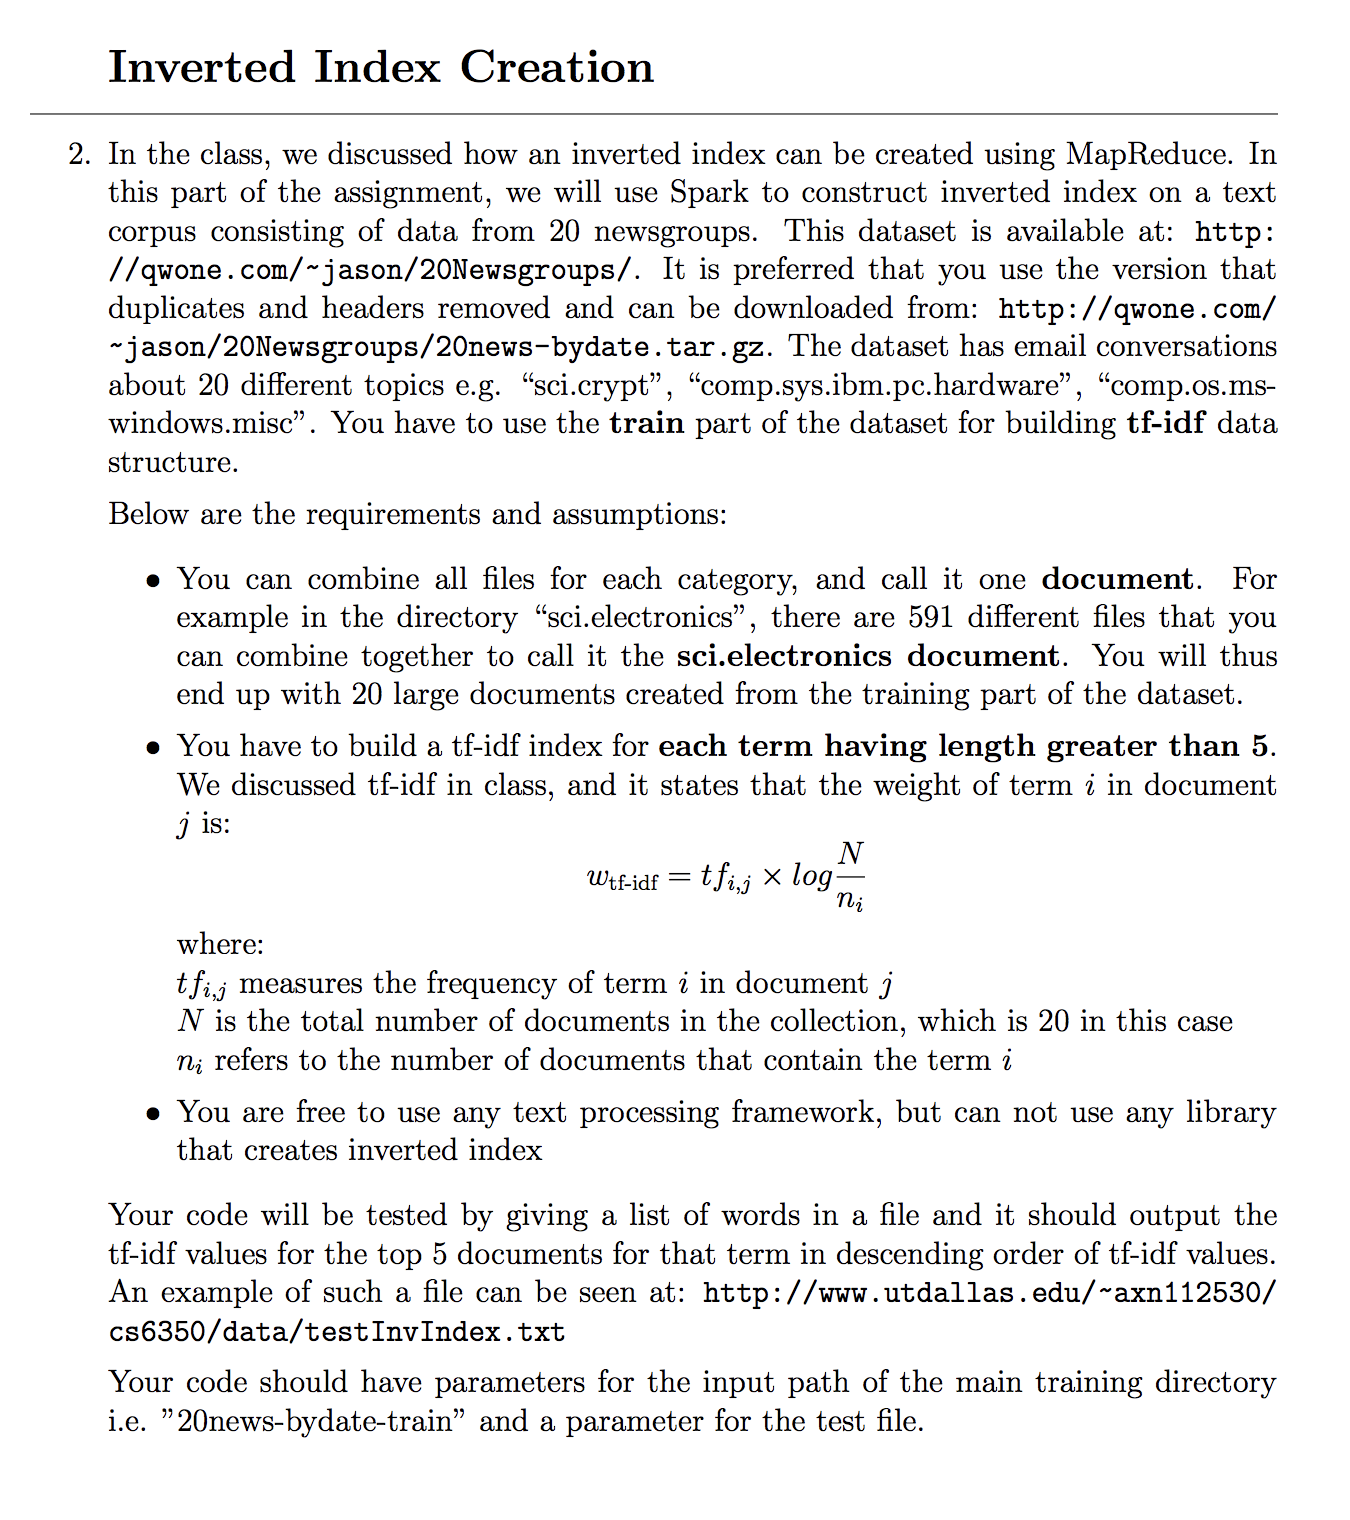 Inverted Index Creation
2. In the class, we discussed how an inverted index can be created using MapReduce. In
this part of the assignment, we will use Spark to construct inverted index on a text
corpus consisting of data from 20 newsgroups. This dataset is available at: http:
//qwone.com/~jason/20Newsgroups/. It is preferred that you use the version that
duplicates and headers removed and can be downloaded from: http://qwone.com/
~jason/20Newsgroups/20news-bydate.tar.gz. The dataset has email conversations
about 20 different topics e.g. “sci.crypt”, “comp.sys.ibm.pc.hardware”, “comp.os.ms-
windows.misc”. You have to use the train part of the dataset for building tf-idf data
structure.
Below are the requirements and assumptions:
• You can combine all files for each category, and call it one document. For
example in the directory “sci.electronics”, there are 591 different files that you
can combine together to call it the sci.electronics document. You will thus
end up with 20 large documents created from the training part of the dataset.
• You have to build a tf-idf index for each term having length greater than 5.
We discussed tf-idf in class, and it states that the weight of term i in document
j is:
w_{tf-idf} = tf_{i,j} × log \frac{N}{n_i}
where:
tf_{i,j} measures the frequency of term i in document j
N is the total number of documents in the collection, which is 20 in this case
n_i refers to the number of documents that contain the term i
• You are free to use any text processing framework, but can not use any library
that creates inverted index
Your code will be tested by giving a list of words in a file and it should output the
tf-idf values for the top 5 documents for that term in descending order of tf-idf values.
An example of such a file can be seen at: http://www.utdallas.edu/~axn112530/
cs6350/data/testInvIndex.txt
Your code should have parameters for the input path of the main training directory
i.e. ”20news-bydate-train” and a parameter for the test file.